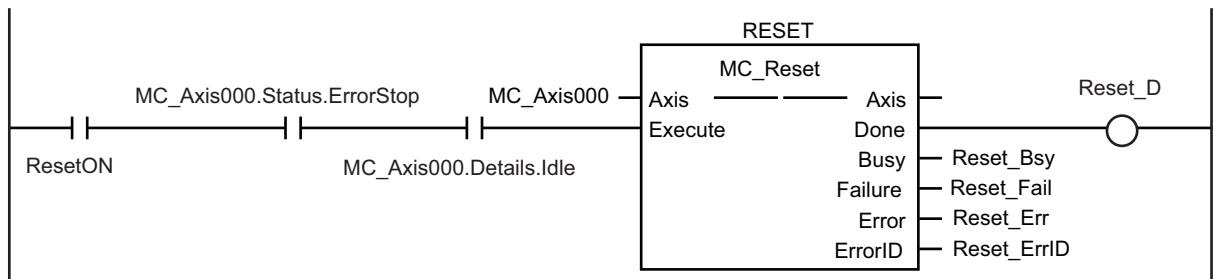 RESET
MC_Reset
MC_Axis000.Status.ErrorStop
MC_Axis000
Axis
Axis
Reset_D
Execute
Done
ResetON
MC_Axis000.Details.Idle
Busy
Reset_Bsy
Failure
Reset_Fail
Error
Reset_Err
ErrorID
Reset_ErrID